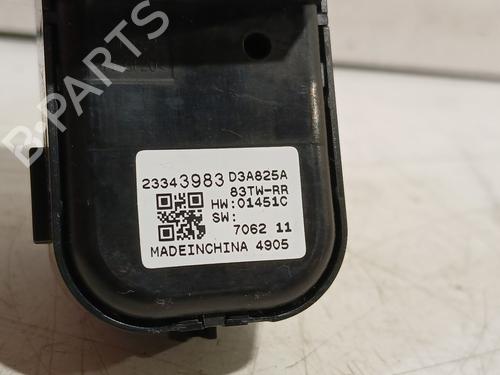 B-PARTS
23343983 D3A825A
83TW-RR
HW:01451C
SW:
7062 11
MADEINCHINA 4905